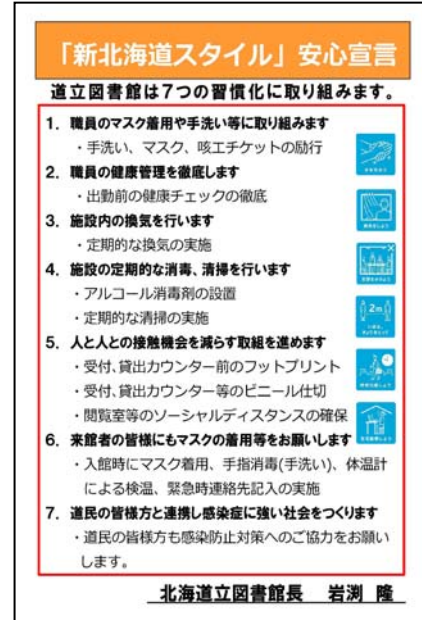 「新北海道スタイル」安心宣言
道立図書館は7つの習慣化に取り組みます。
1. 職員のマスク着用や手洗い等に取り組みます
・手洗い、マスク、咳エチケットの励行
2. 職員の健康管理を徹底します
・出勤前の健康チェックの徹底
3. 施設内の換気を行います
・定期的な換気の実施
4. 施設の定期的な消毒、清掃を行います
・アルコール消毒剤の設置
・定期的な清掃の実施
2m
5. 人と人との接触機会を減らす取組を進めます
・受付、貸出カウンター前のフットプリント
・受付、貸出カウンター等のビニール仕切
・閲覧室等のソーシャルディスタンスの確保
6. 来館者の皆様にもマスクの着用等をお願いします
・入館時にマスク着用、手指消毒(手洗い)、体温計
による検温、緊急時連絡先記入の実施
7. 道民の皆様方と連携し感染症に強い社会をつくります
・道民の皆様方も感染防止対策へのご協力をお願い
します。
北海道立図書館長 岩渕 隆